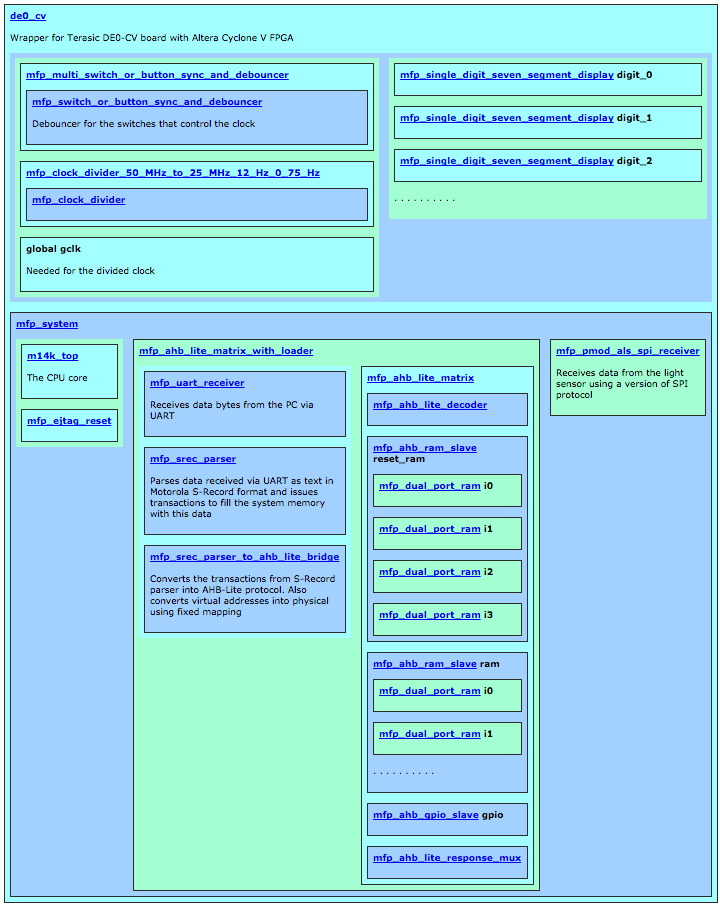 de0_cv
Wrapper for Terasic DE0-CV board with Altera Cyclone V FPGA
mfp_multi_switch_or_button_sync_and_debouncer
mfp_switch_or_button_sync_and_debouncer
Debouncer for the switches that control the clock
mfp_clock_divider_50_MHz_to_25_MHz_12_Hz_0_75_Hz
mfp_clock_divider
global gclk
Needed for the divided clock
mfp_single_digit_seven_segment_display digit_0
mfp_single_digit_seven_segment_display digit_1
mfp_single_digit_seven_segment_display digit_2
. . . . . . . . . .
mfp_system
m14k_top
The CPU core
mfp_ejtag_reset
mfp_ahb_lite_matrix_with_loader
mfp_uart_receiver
Receives data bytes from the PC via
UART
mfp_srec_parser
Parses data received via UART as text in
Motorola S-Record format and issues
transactions to fill the system memory
with this data
mfp_srec_parser_to_ahb_lite_bridge
Converts the transactions from S-Record
parser into AHB-Lite protocol. Also
converts virtual addresses into physical
using fixed mapping
mfp_ahb_lite_matrix
mfp_ahb_lite_decoder
mfp_ahb_ram_slave
reset_ram
mfp_dual_port_ram i0
mfp_dual_port_ram i1
mfp_dual_port_ram i2
mfp_dual_port_ram i3
mfp_ahb_ram_slave ram
mfp_dual_port_ram i0
mfp_dual_port_ram i1
. . . . . . . . . .
mfp_ahb_gpio_slave gpio
mfp_ahb_lite_response_mux
mfp_pmod_als_spi_receiver
Receives data from the light
sensor using a version of SPI
protocol